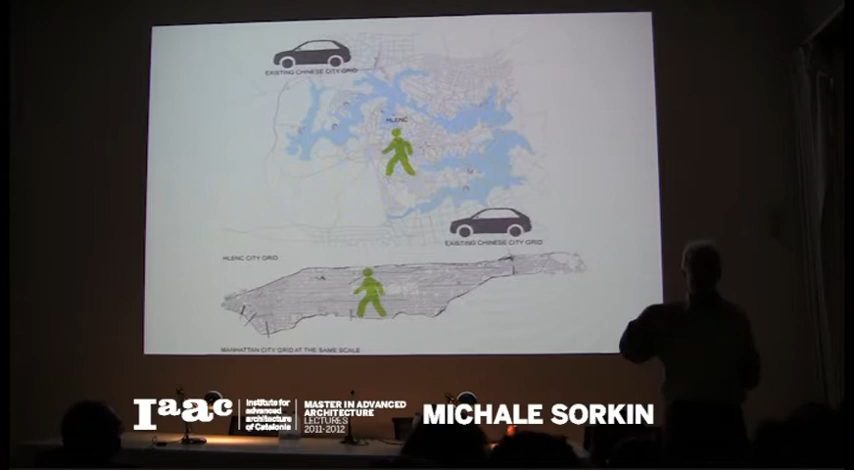 EXISTING CHINESE CITY GRID
HLENC
EXISTING CHINESE CITY GRID
HLENC CITY GRID
MANHATTAN CITY GRID AT THE SAME SCALE
Iaac
Institute for
advanced
architecture
of Catalonia
MASTER IN ADVANCED
ARCHITECTURE
LECTURES
2011-2012
MICHALE SORKIN